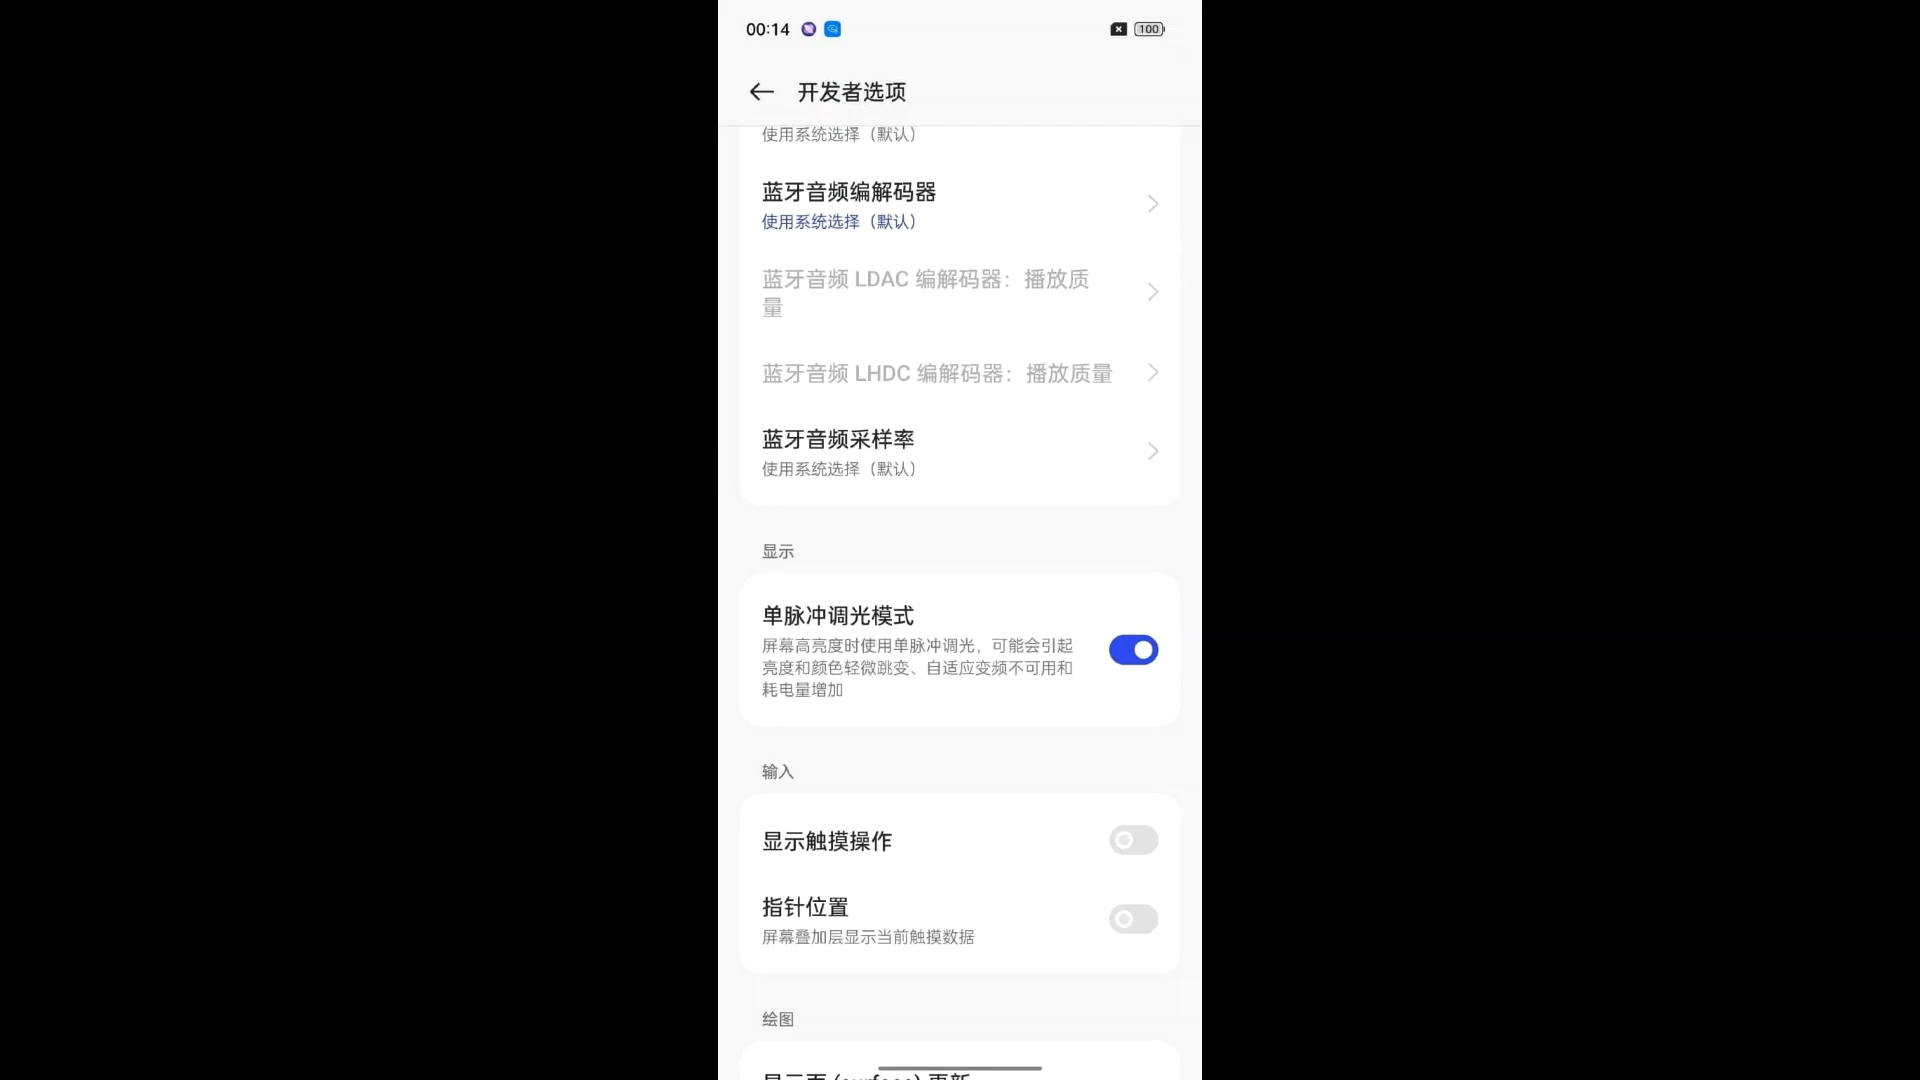 00:14
100
开发者选项
使用系统选择（默认）
蓝牙音频编解码器
使用系统选择（默认）
蓝牙音频 LDAC 编解码器：播放质
量
蓝牙音频 LHDC 编解码器：播放质量
蓝牙音频采样率
使用系统选择（默认）
显示
单脉冲调光模式
屏幕高亮度时使用单脉冲调光，可能会引起
亮度和颜色轻微跳变、自适应变频不可用和
耗电量增加
输入
显示触摸操作
指针位置
屏幕叠加层显示当前触摸数据
绘图
显示面 (surface) 更新